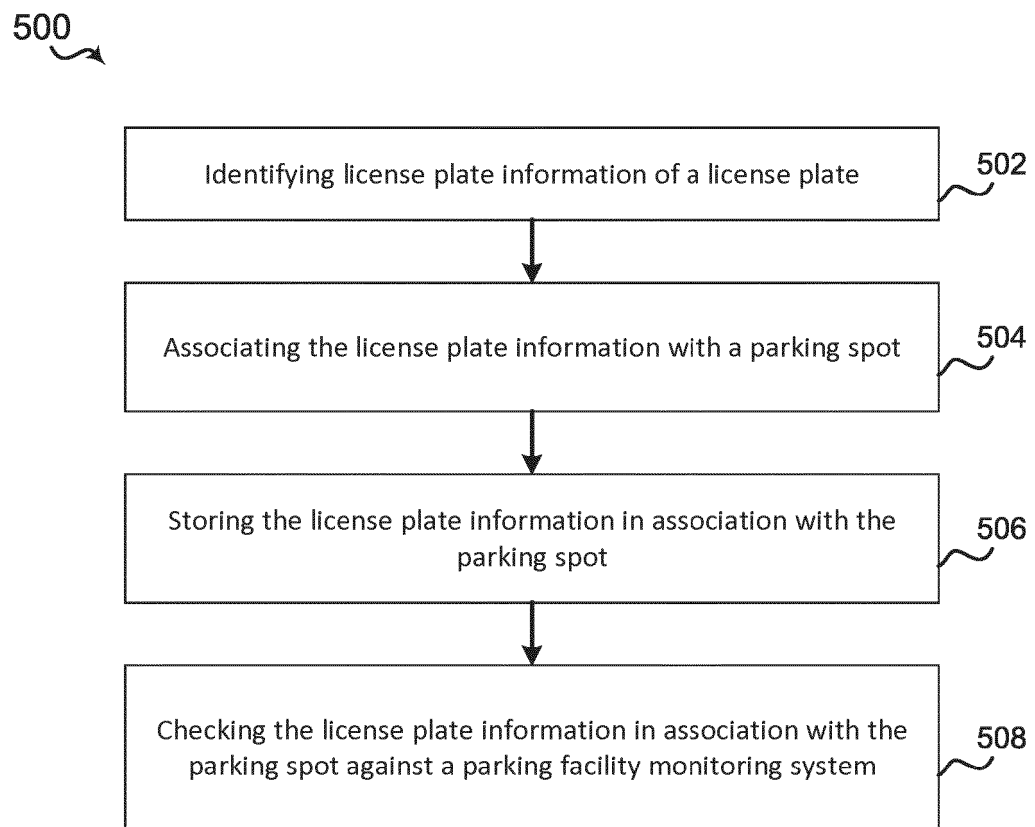 500
Identifying license plate information of a license plate
502
Associating the license plate information with a parking spot
504
Storing the license plate information in association with the
parking spot
506
Checking the license plate information in association with the
parking spot against a parking facility monitoring system
508